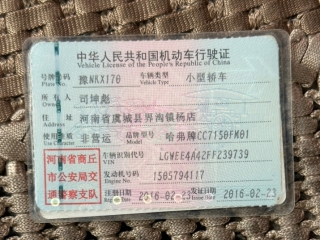 中华人民共和国机动车行驶证
Vehicle License of the People's Republic of China
号牌号码 豫NKX170 车辆类型 小型轿车
Plate No. Vehicle Type
所有人 司坤彪
Owner
住址 河南省虞城县界沟镇杨店
Address
使用性质 非营运 品牌型号 哈弗牌CC7150FM01
Use Character Model
河南省商丘 车辆识别代号 LGWEE4A42FF239739
VIN
市公安局交 发动机号码 1505794117
Engine No.
通警察支队 注册日期 2016-02-23 发证日期 2016-02-23
Register Date Issue Date